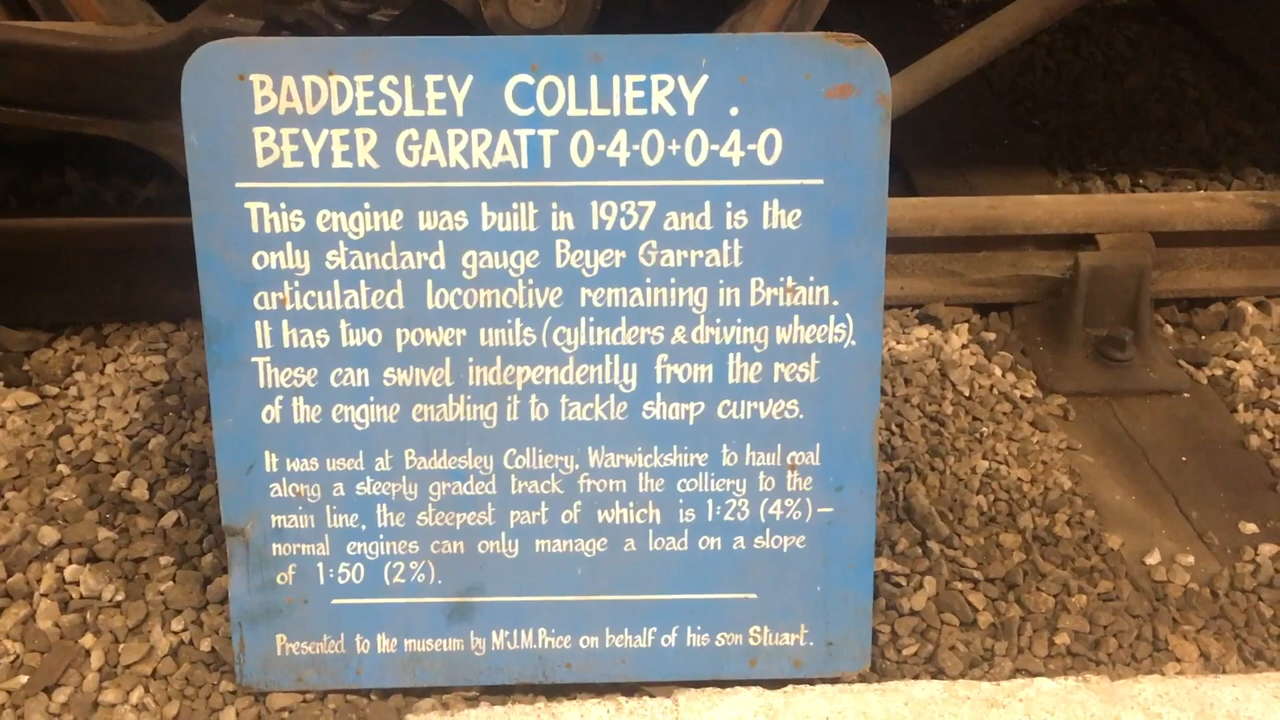 BADDESLEY COLLIERY .
BEYER GARRATT 0-4-0+0-4-0
This engine was built in 1937 and is the
only standard gauge Beyer Garratt
articulated locomotive remaining in Britain.
It has two power units (cylinders & driving wheels).
These can swivel independently from the rest
of the engine enabling it to tackle sharp curves.
It was used at Baddesley Colliery, Warwickshire to haul coal
along a steeply graded track from the colliery to the
main line, the steepest part of which is 1:23 (4%) –
normal engines can only manage a load on a slope
of 1:50 (2%).
Presented to the museum by Mr J.M.Price on behalf of his son Stuart.